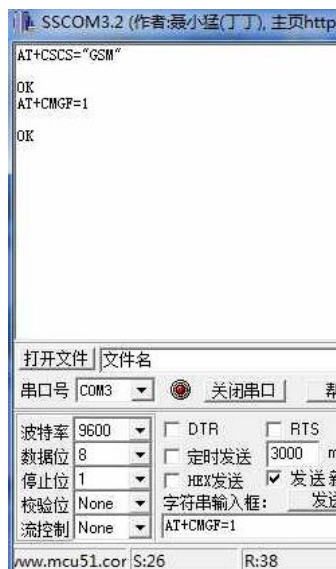 SSCOM3.2 (作者:聂小猛(丁丁), 主页http
AT+CSCS="GSM"
OK
AT+CMGF=1
OK
打开文件 文件名
串口号 COM3 关闭串口
波特率 9600 DTR RTS
数据位 8 定时发送 3000 m
停止位 1 HEX发送 发送新
校验位 None 字符串输入框: 发送
流控制 None AT+CMGF=1
www.mcu51.cor S:26 R:38